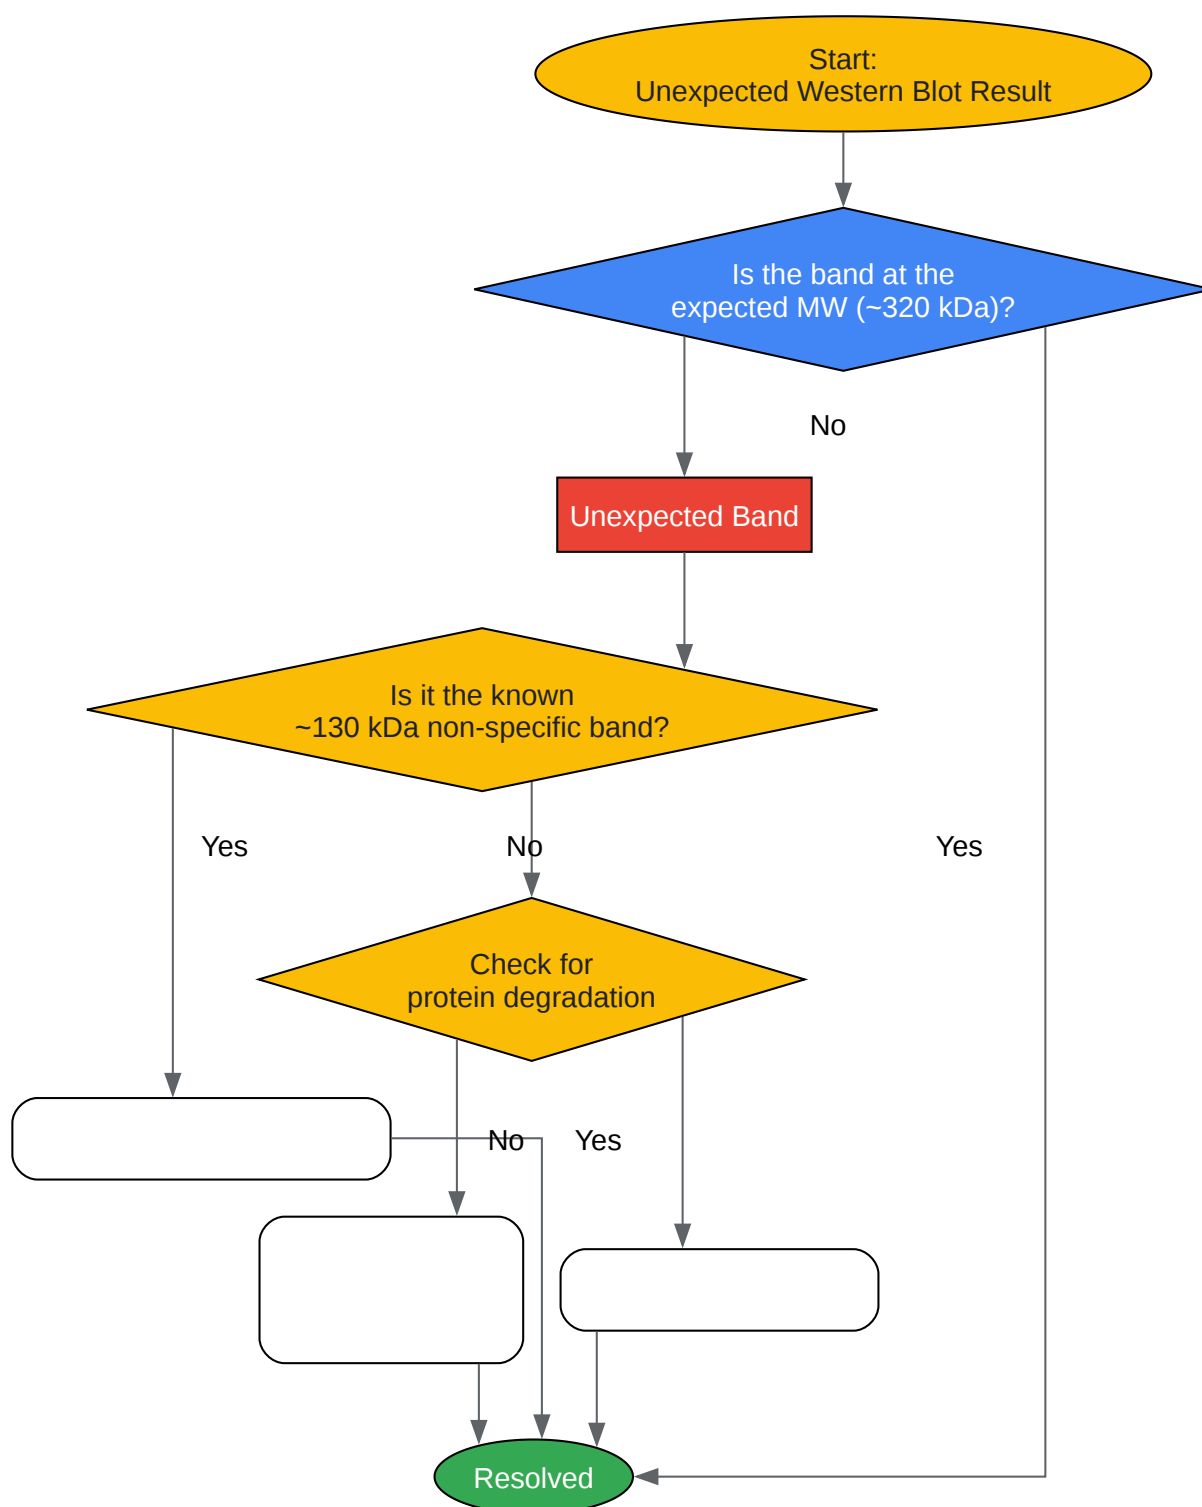 Start:
Unexpected Western Blot Result
Is the band at the
expected MW (~320 kDa)?
No
Unexpected Band
Is it the known
~130 kDa non-specific band?
Yes
No
Yes
Check for
protein degradation
No
Yes
Resolved